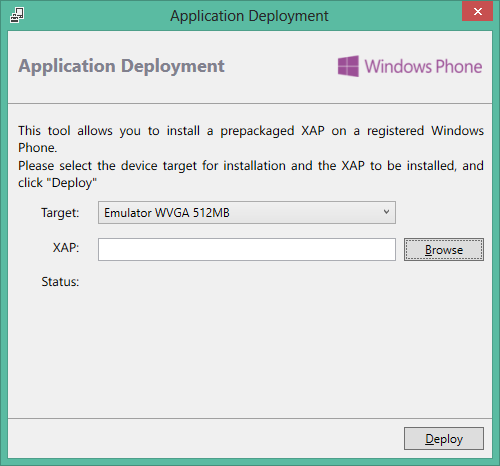 Application Deployment
Application Deployment
Windows Phone
This tool allows you to install a prepackaged XAP on a registered Windows
Phone.
Please select the device target for installation and the XAP to be installed, and
click "Deploy"
Target: Emulator WVGA 512MB
XAP: Browse
Status:
Deploy